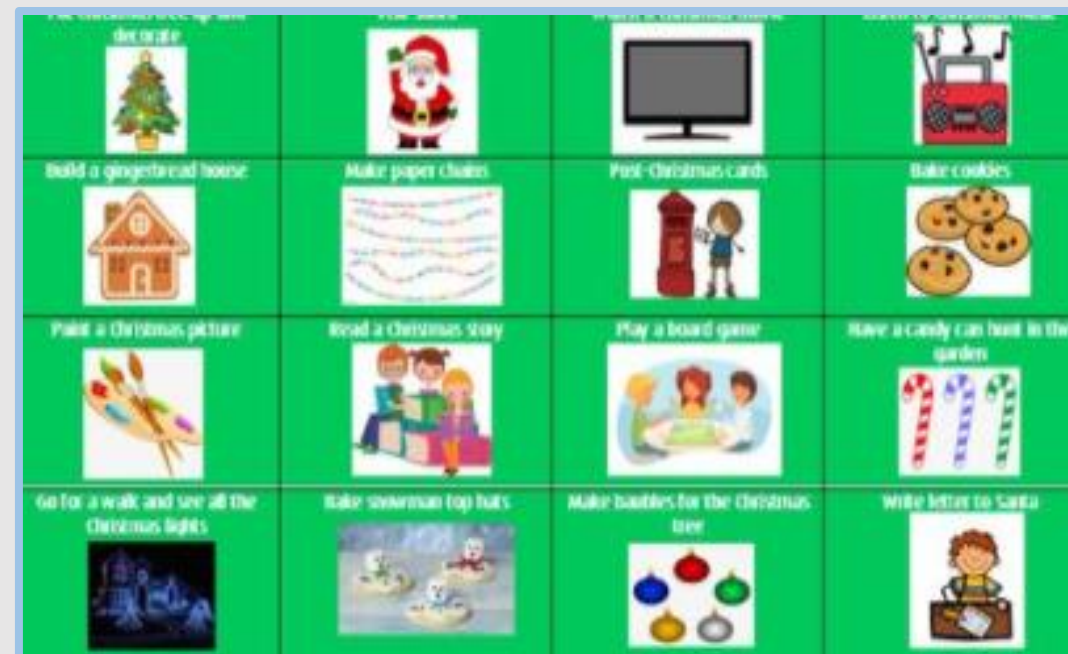 decorate
Build a gingerbread house
Make paper chains
Post Christmas cards
Bake cookies
Paint a Christmas picture
Read a Christmas story
Play a board game
Have a candy can hunt in the
garden
Go for a walk and see all the
Christmas lights
Bake snowman top hats
Make baubles for the Christmas
tree
Write letter to Santa